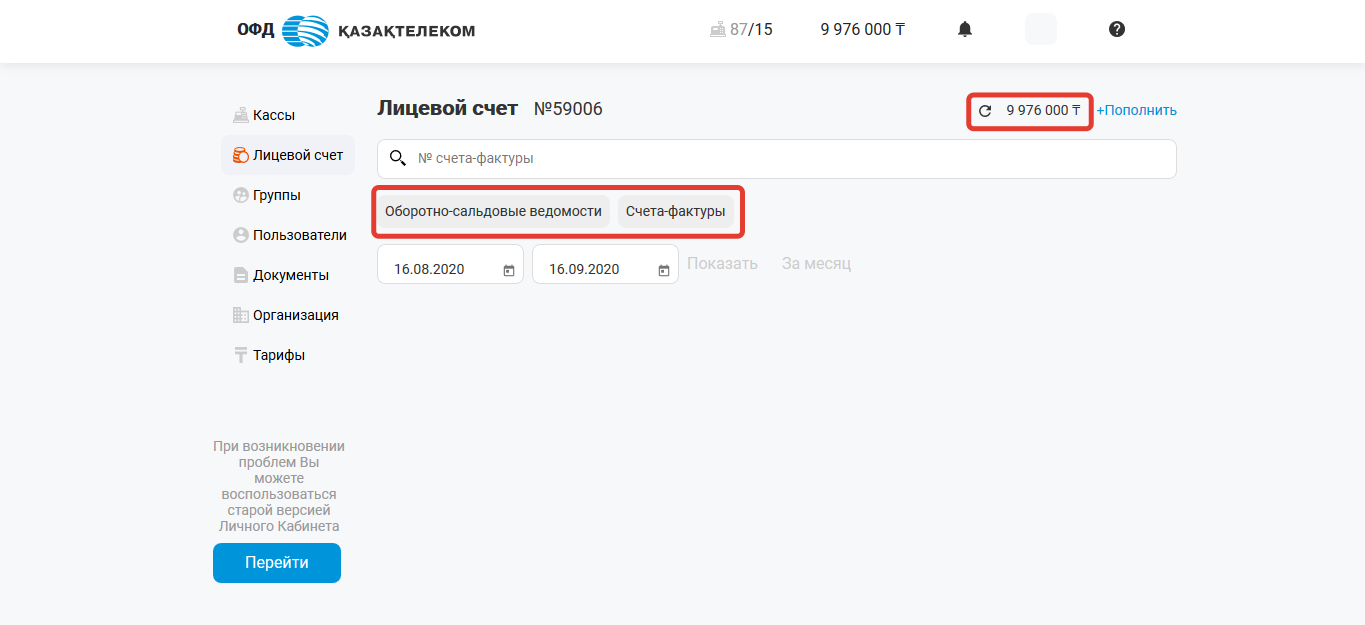 ОФД ҚАЗАҚТЕЛЕКОМ
87/15
9 976 000 ₸
Кассы
Лицевой счет
Группы
Пользователи
Документы
Организация
Тарифы
При возникновении
проблем Вы
можете
воспользоваться
старой версией
Личного Кабинета
Перейти
Лицевой счет №59006
9 976 000 ₸ +Пополнить
№ счета-фактуры
Оборотно-сальдовые ведомости Счета-фактуры
16.08.2020 16.09.2020 Показать За месяц